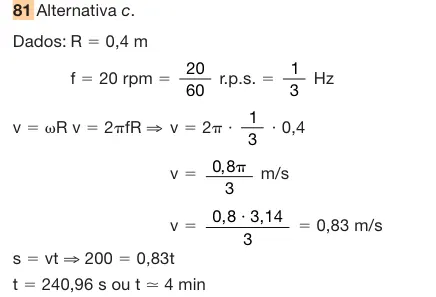 81 Alternativa c.
Dados: R = 0,4 m
f = 20 rpm = 20/60 r.p.s. = 1/3 Hz
v = ωR v = 2πfR ⇒ v = 2π · 1/3 · 0,4
v = 0,8π/3 m/s
v = 0,8 · 3,14/3 = 0,83 m/s
s = vt ⇒ 200 = 0,83t
t = 240,96 s ou t ≃ 4 min